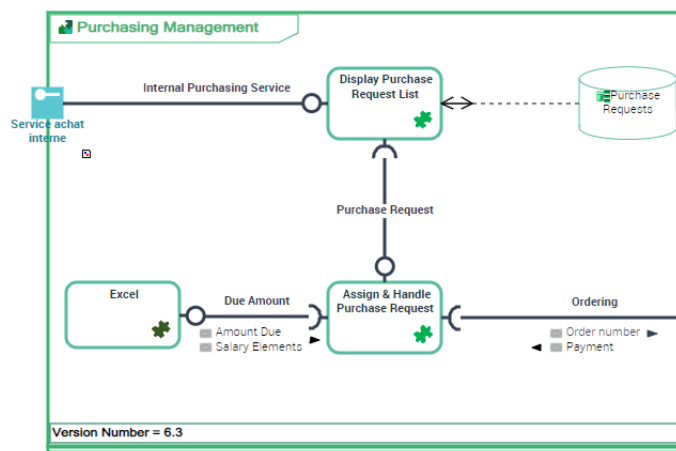 Purchasing Management
Internal Purchasing Service
Display Purchase
Request List
Purchase
Requests
Service achat
interne
Purchase Request
Excel
Due Amount
Assign & Handle
Purchase Request
Ordering
Amount Due
Salary Elements
Order number
Payment
Version Number = 6.3